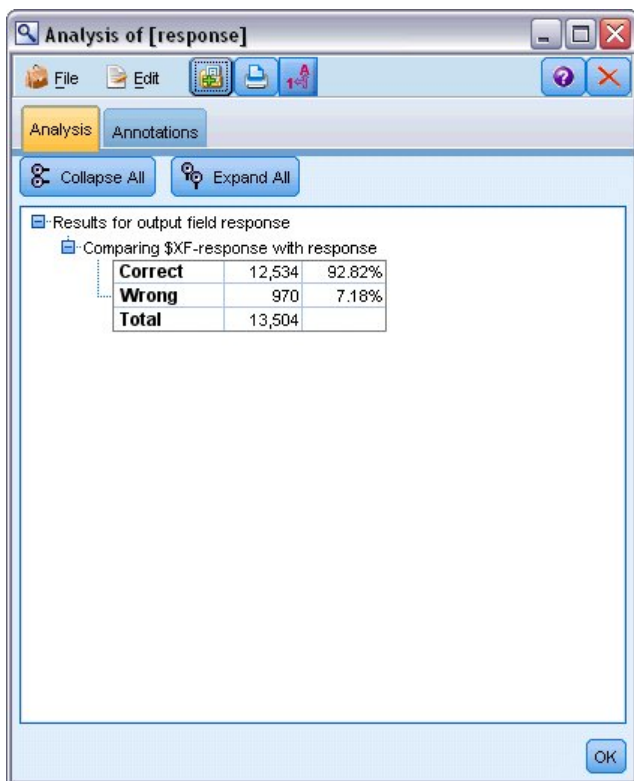 Analysis of [response]
File Edit
Analysis Annotations
Collapse All Expand All
Results for output field response
Comparing $XF-response with response
Correct 12,534 92.82%
Wrong 970 7.18%
Total 13,504
OK